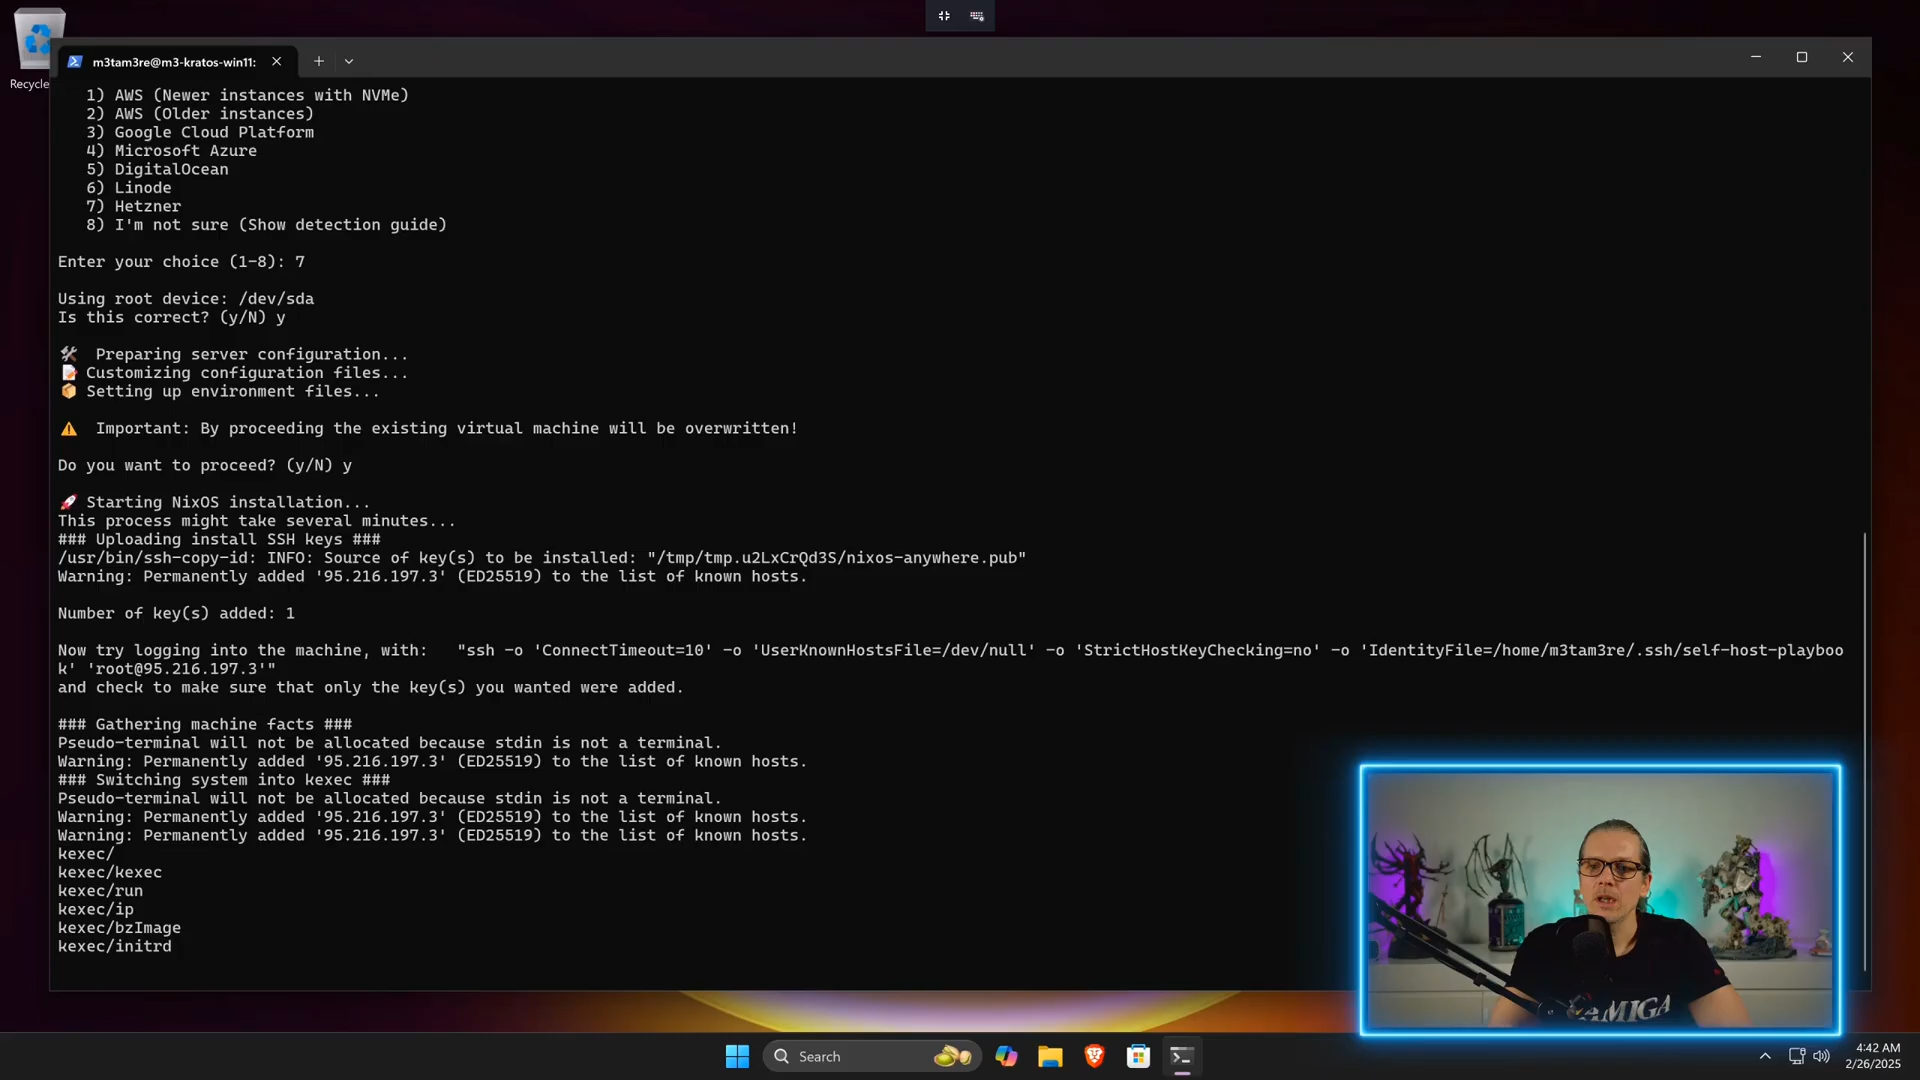 Recycle
m3tam3re@m3-kratos-win11:
1) AWS (Newer instances with NVMe)
2) AWS (Older instances)
3) Google Cloud Platform
4) Microsoft Azure
5) DigitalOcean
6) Linode
7) Hetzner
8) I'm not sure (Show detection guide)
Enter your choice (1-8): 7
Using root device: /dev/sda
Is this correct? (y/N) y
Preparing server configuration...
Customizing configuration files...
Setting up environment files...
Important: By proceeding the existing virtual machine will be overwritten!
Do you want to proceed? (y/N) y
Starting NixOS installation...
This process might take several minutes...
### Uploading install SSH keys ###
/usr/bin/ssh-copy-id: INFO: Source of key(s) to be installed: "/tmp/tmp.u2LxCrQd3S/nixos-anywhere.pub"
Warning: Permanently added '95.216.197.3' (ED25519) to the list of known hosts.
Number of key(s) added: 1
Now try logging into the machine, with:   "ssh -o 'ConnectTimeout=10' -o 'UserKnownHostsFile=/dev/null' -o 'StrictHostKeyChecking=no' -o 'IdentityFile=/home/m3tam3re/.ssh/self-host-playboo
k' 'root@95.216.197.3'"
and check to make sure that only the key(s) you wanted were added.
### Gathering machine facts ###
Pseudo-terminal will not be allocated because stdin is not a terminal.
Warning: Permanently added '95.216.197.3' (ED25519) to the list of known hosts.
### Switching system into kexec ###
Pseudo-terminal will not be allocated because stdin is not a terminal.
Warning: Permanently added '95.216.197.3' (ED25519) to the list of known hosts.
Warning: Permanently added '95.216.197.3' (ED25519) to the list of known hosts.
kexec/
kexec/kexec
kexec/run
kexec/ip
kexec/bzImage
kexec/initrd
AMIGA
Search
4:42 AM
2/26/2025